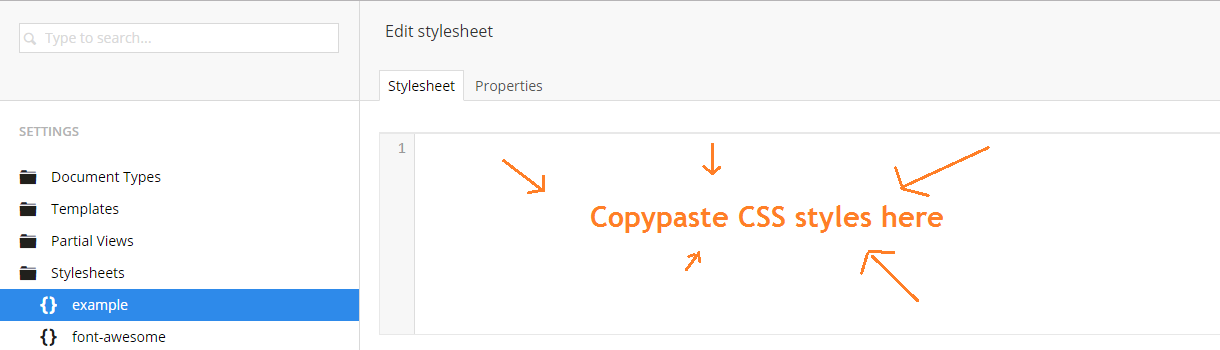 Type to search...
SETTINGS
Document Types
Templates
Partial Views
Stylesheets
{} example
{} font-awesome
Edit stylesheet
Stylesheet Properties
1
Copypaste CSS styles here